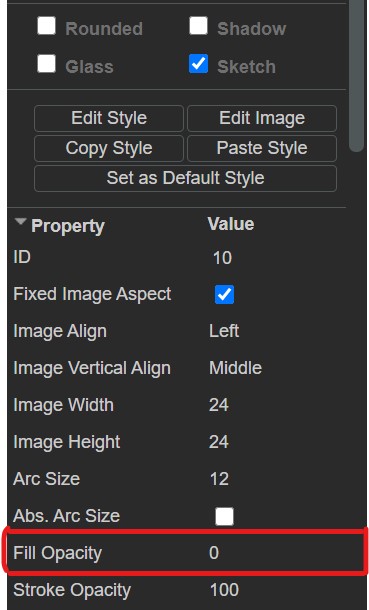 Rounded Shadow
Glass Sketch
Edit Style Edit Image
Copy Style Paste Style
Set as Default Style
Property Value
ID 10
Fixed Image Aspect
Image Align Left
Image Vertical Align Middle
Image Width 24
Image Height 24
Arc Size 12
Abs. Arc Size
Fill Opacity 0
Stroke Opacity 100